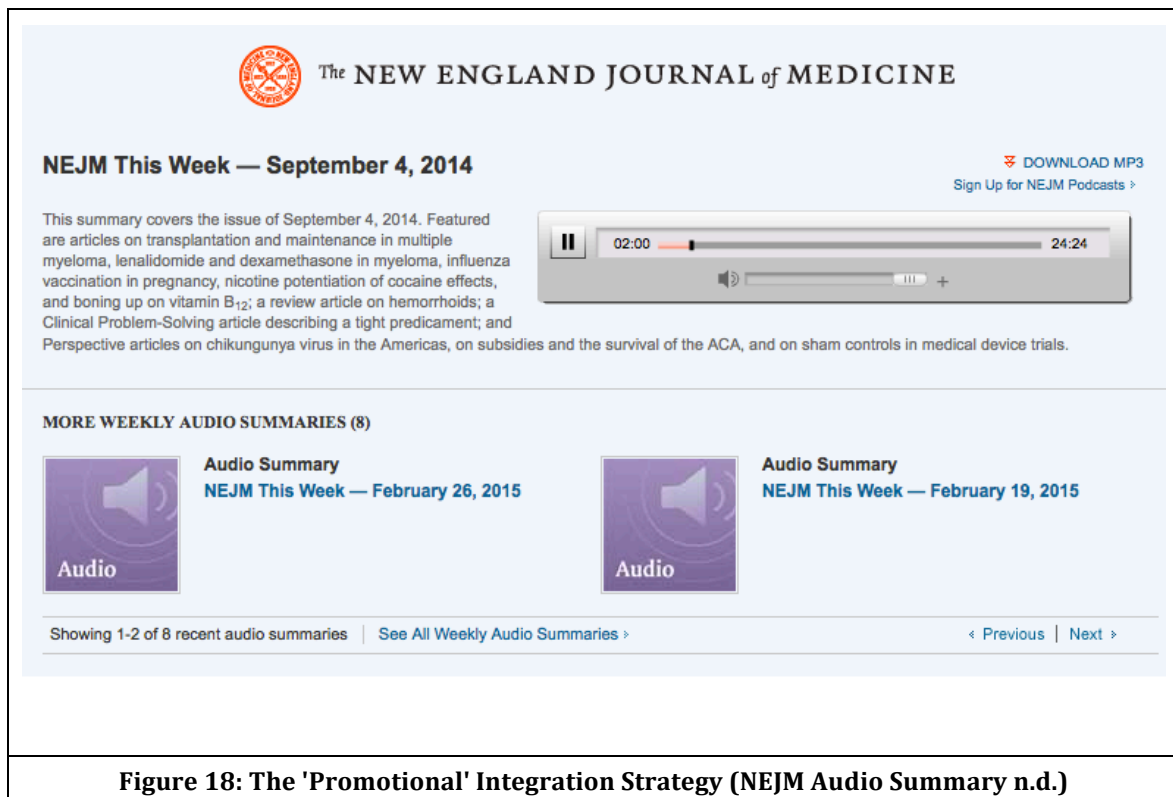 The NEW ENGLAND JOURNAL of MEDICINE
NEJM This Week — September 4, 2014
DOWNLOAD MP3
Sign Up for NEJM Podcasts
This summary covers the issue of September 4, 2014. Featured
are articles on transplantation and maintenance in multiple
myeloma, lenalidomide and dexamethasone in myeloma, influenza
vaccination in pregnancy, nicotine potentiation of cocaine effects,
and boning up on vitamin B12; a review article on hemorrhoids; a
Clinical Problem-Solving article describing a tight predicament; and
Perspective articles on chikungunya virus in the Americas, on subsidies and the survival of the ACA, and on sham controls in medical device trials.
02:00 24:24
MORE WEEKLY AUDIO SUMMARIES (8)
Audio
Audio Summary
NEJM This Week — February 26, 2015
Audio
Audio Summary
NEJM This Week — February 19, 2015
Showing 1-2 of 8 recent audio summaries | See All Weekly Audio Summaries
Previous | Next
Figure 18: The 'Promotional' Integration Strategy (NEJM Audio Summary n.d.)